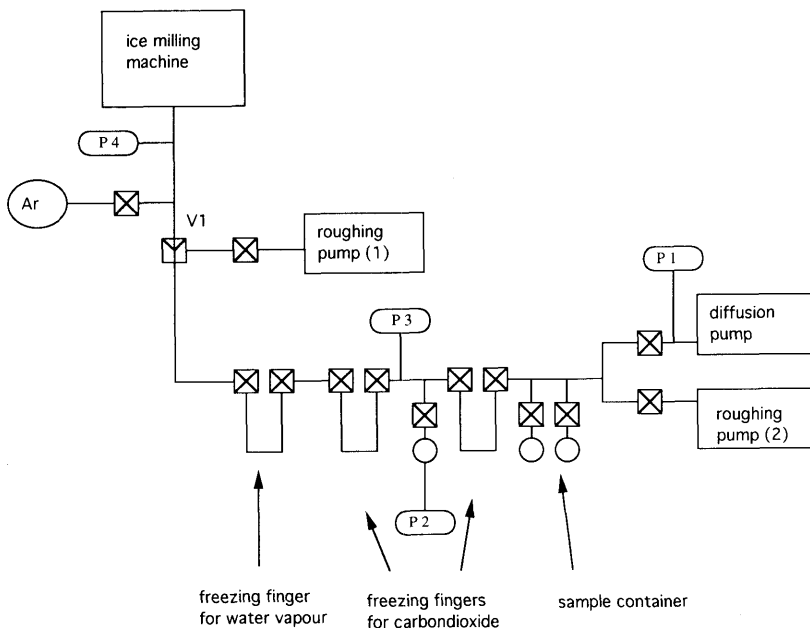 ice milling
machine
P 4
Ar
V1
roughing
pump (1)
P 1
P 3
diffusion
pump
roughing
pump (2)
P 2
freezing finger
for water vapour
freezing fingers
for carbondioxide
sample container